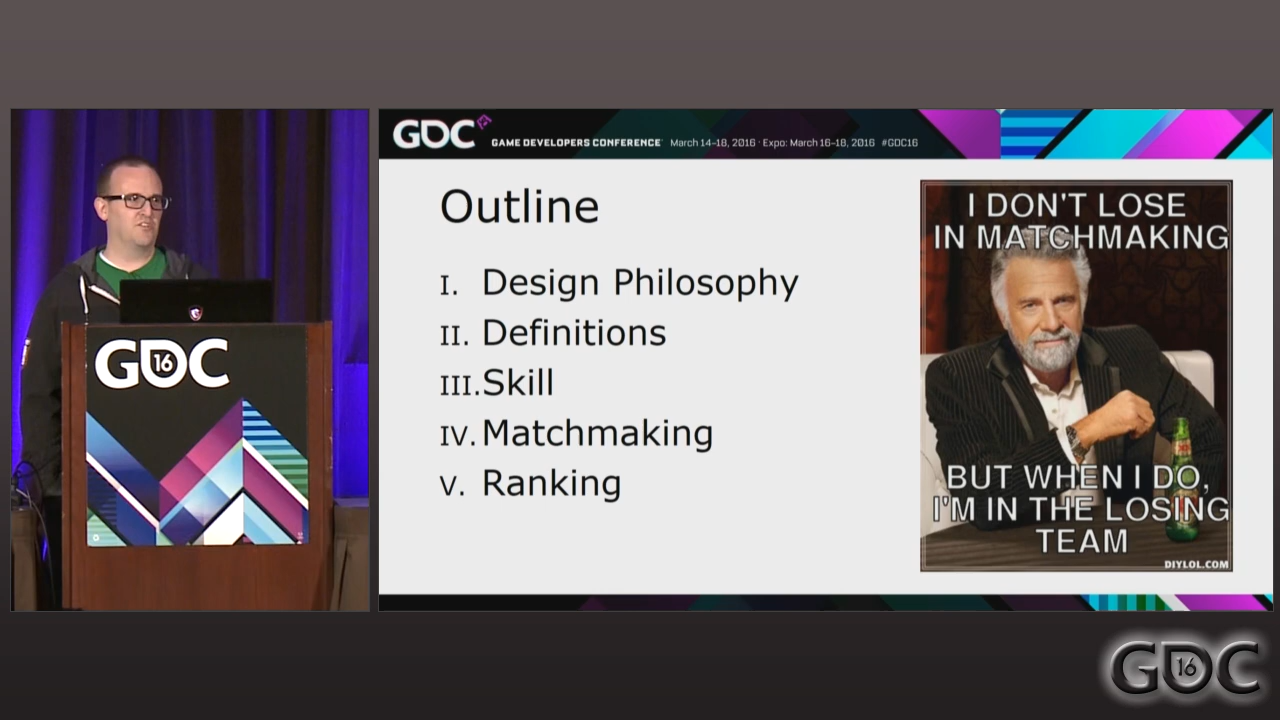 GDC
GAME DEVELOPERS CONFERENCE March 14-18, 2016 · Expo: March 16-18, 2016 #GDC16
Outline
I. Design Philosophy
II. Definitions
III. Skill
IV. Matchmaking
V. Ranking
I DON'T LOSE
IN MATCHMAKING
BUT WHEN I DO,
I'M IN THE LOSING
TEAM
DIYLOL.COM
GDC
16
GDC
16